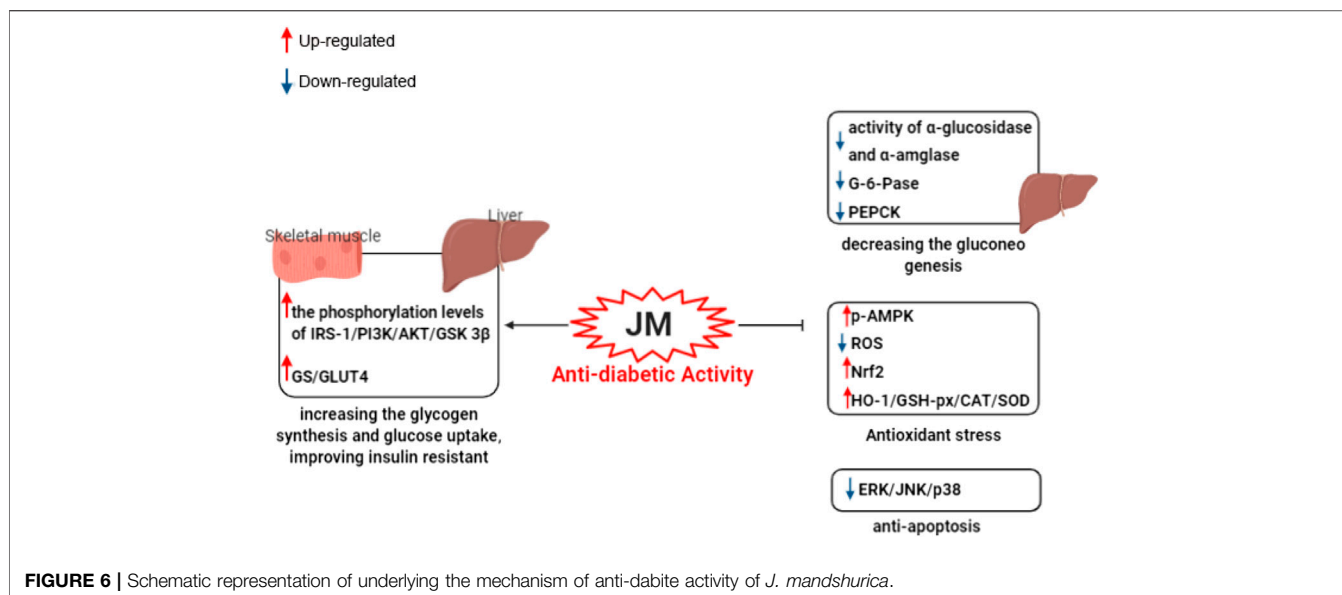 Up-regulated
Down-regulated
Skeletal muscle
Liver
the phosphorylation levels
of IRS-1/PI3K/AKT/GSK 3β
GS/GLUT4
increasing the glycogen
synthesis and glucose uptake,
improving insulin resistant
JM
Anti-diabetic Activity
activity of α-glucosidase
and α-amglase
G-6-Pase
PEPCK
decreasing the gluconeo
genesis
p-AMPK
ROS
Nrf2
HO-1/GSH-px/CAT/SOD
Antioxidant stress
ERK/JNK/p38
anti-apoptosis
FIGURE 6 | Schematic representation of underlying the mechanism of anti-dabite activity of J. mandshurica.